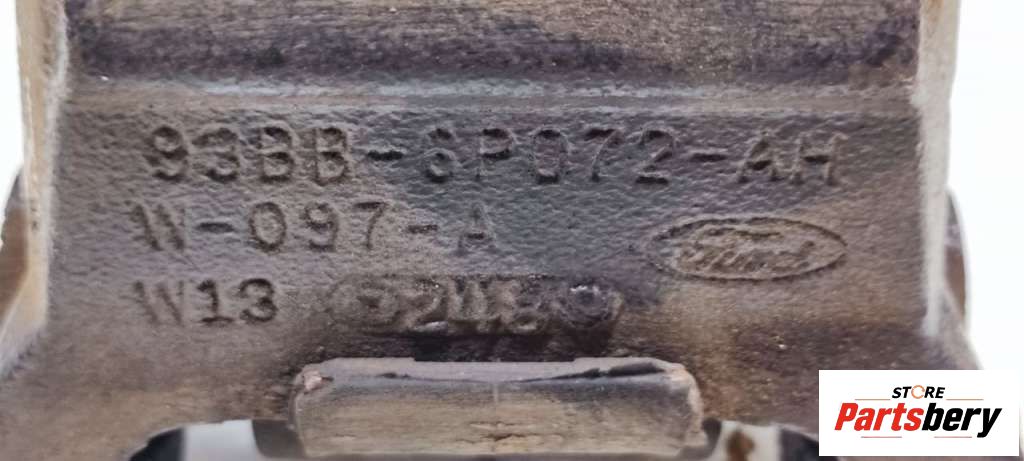 93BB-6P072-AH
W-097-A
Ford
W13
STORE
Partsbery